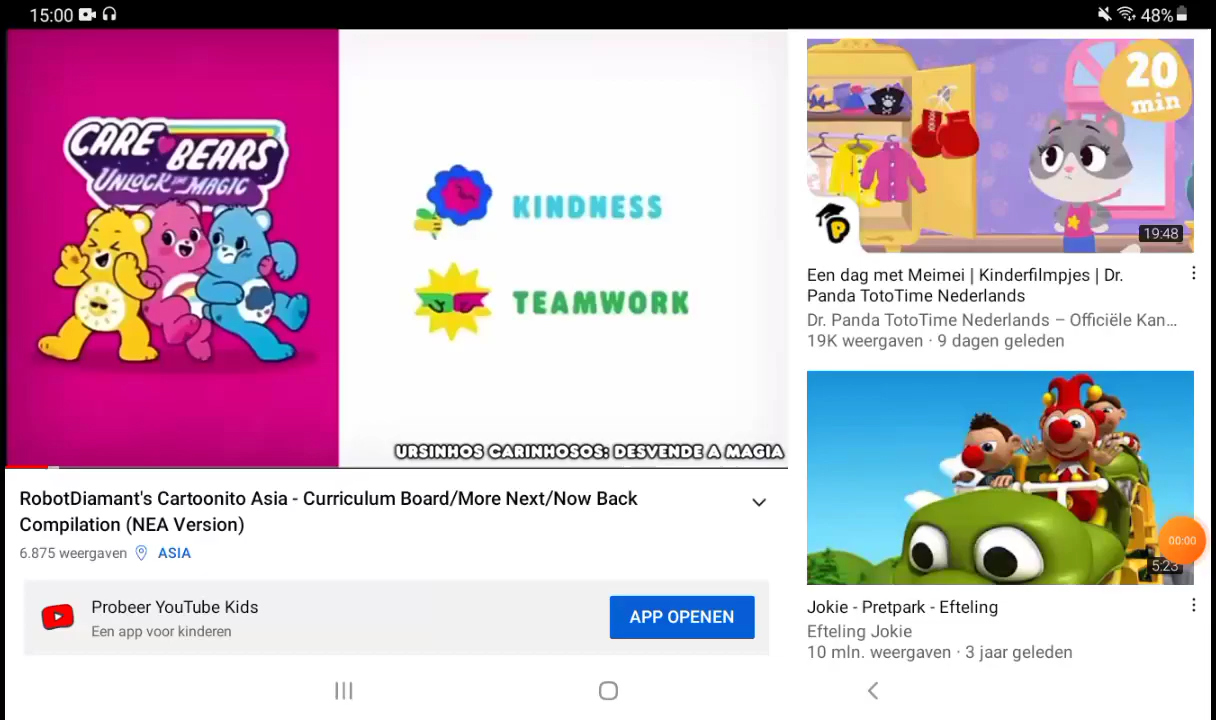 15:00
48%
CARE BEARS
UNLOCK THE MAGIC
KINDNESS
TEAMWORK
URSINHOS CARINHOSOS: DESVENDE A MAGIA
RobotDiamant's Cartoonito Asia - Curriculum Board/More Next/Now Back
Compilation (NEA Version)
6.875 weergaven
ASIA
Probeer YouTube Kids
Een app voor kinderen
APP OPENEN
20
min
P
19:48
Een dag met Meimei | Kinderfilmpjes | Dr.
Panda TotoTime Nederlands
Dr. Panda TotoTime Nederlands – Officiële Kan...
19K weergaven · 9 dagen geleden
00:00
5:23
Jokie - Pretpark - Efteling
Efteling Jokie
10 mln. weergaven · 3 jaar geleden